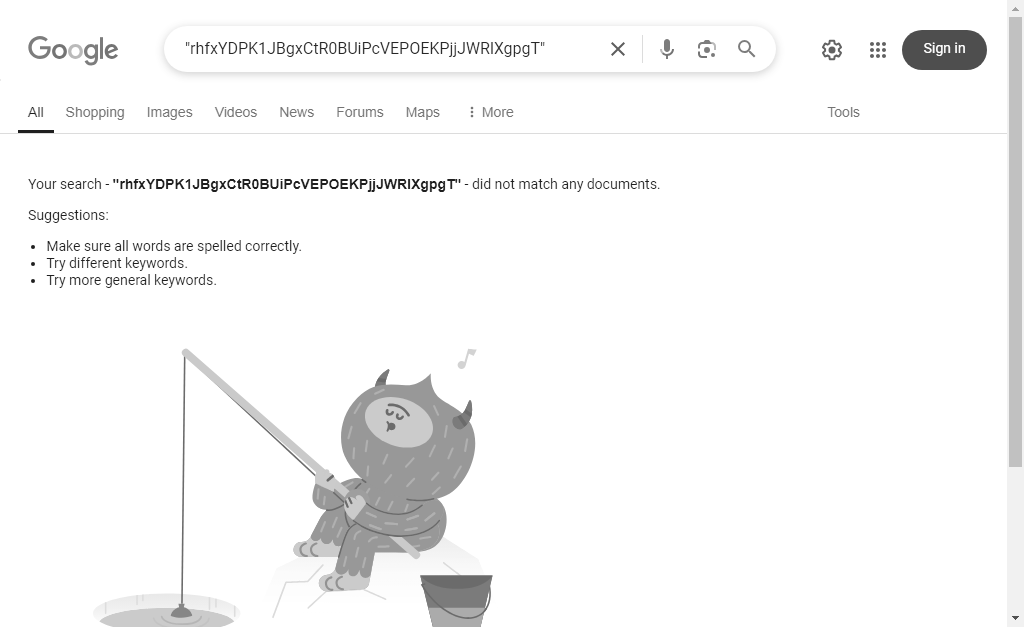 Google
"rhfxYDPK1JBgxCtR0BUiPcVEPOEKPjjJWRIXgpgT"
Sign in
All Shopping Images Videos News Forums Maps More Tools
Your search - "rhfxYDPK1JBgxCtR0BUiPcVEPOEKPjjJWRIXgpgT" - did not match any documents.
Suggestions:
Make sure all words are spelled correctly.
Try different keywords.
Try more general keywords.